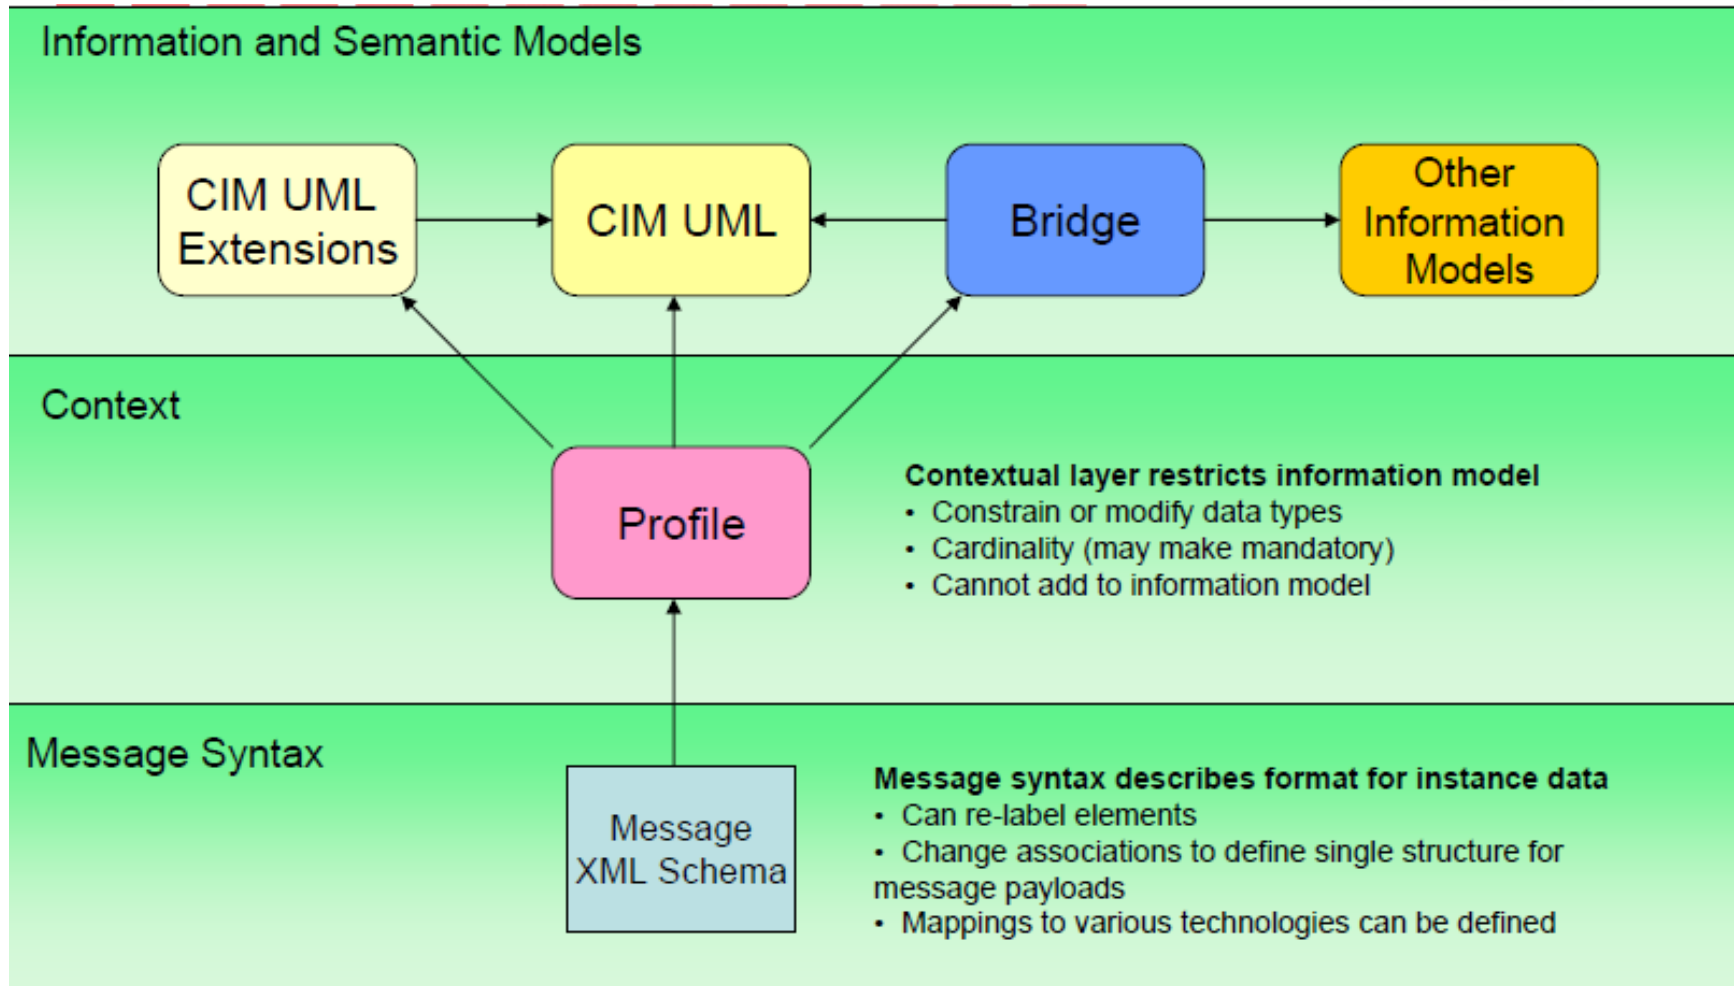 Information and Semantic Models
CIM UML
Extensions
CIM UML
Bridge
Other
Information
Models
Context
Profile
Contextual layer restricts information model
• Constrain or modify data types
• Cardinality (may make mandatory)
• Cannot add to information model
Message Syntax
Message
XML Schema
Message syntax describes format for instance data
• Can re-label elements
• Change associations to define single structure for
message payloads
• Mappings to various technologies can be defined